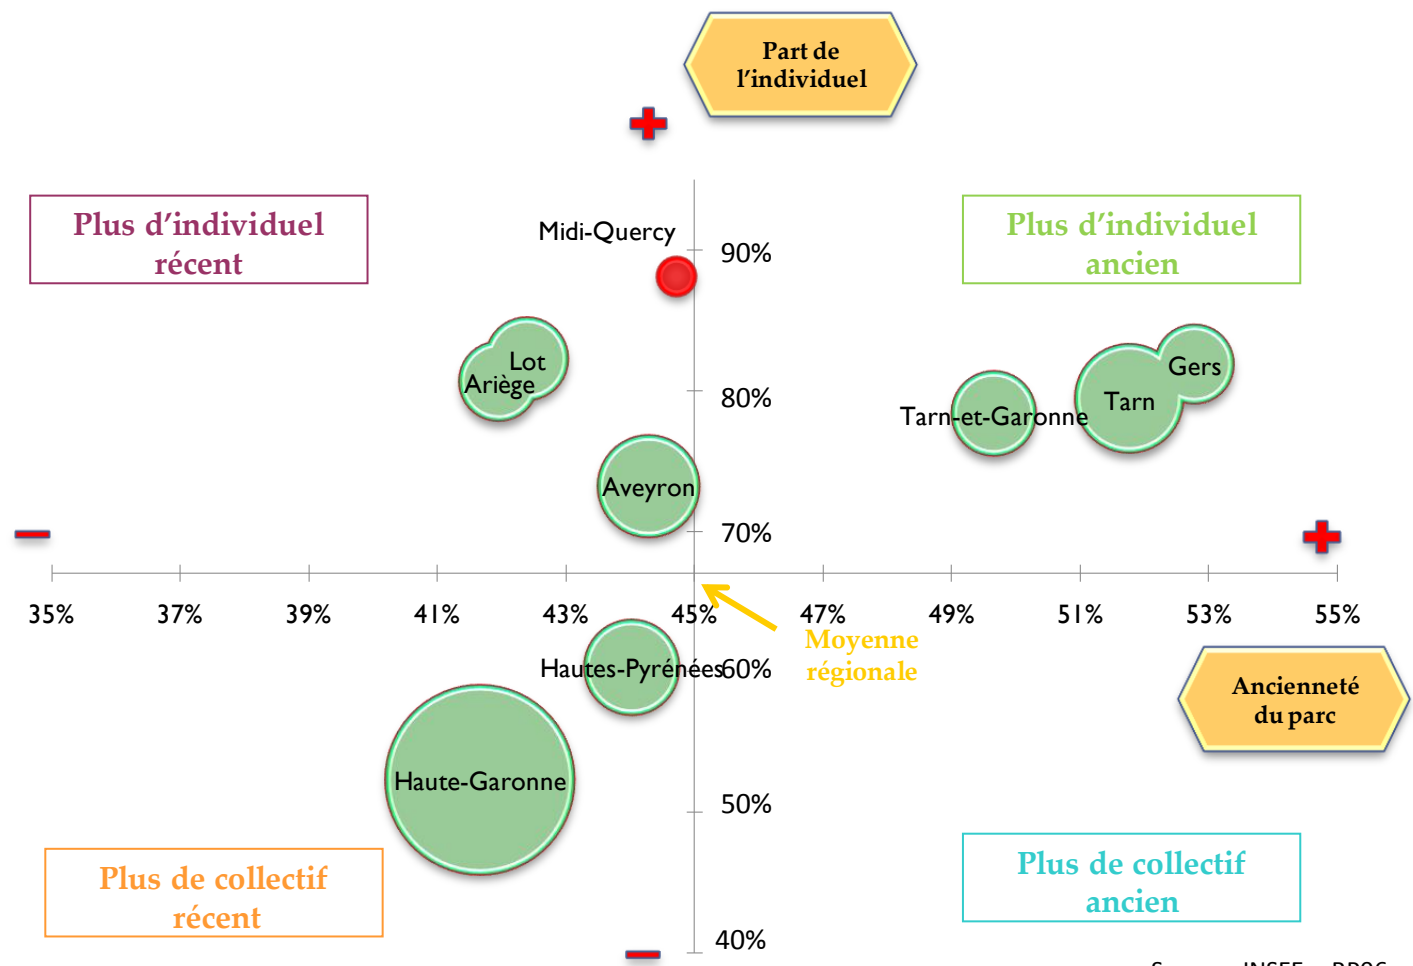 Part de
l'individuel
Plus d'individuel
récent
Plus d'individuel
ancien
Midi-Quercy
90%
Lot
Ariège
Gers
80%
Tarn
Tarn-et-Garonne
Aveyron
70%
35%
37%
39%
41%
43%
45%
47%
49%
51%
53%
55%
Moyenne
régionale
Hautes-Pyrénées
60%
Ancienneté
du parc
Haute-Garonne
50%
Plus de collectif
récent
Plus de collectif
ancien
40%